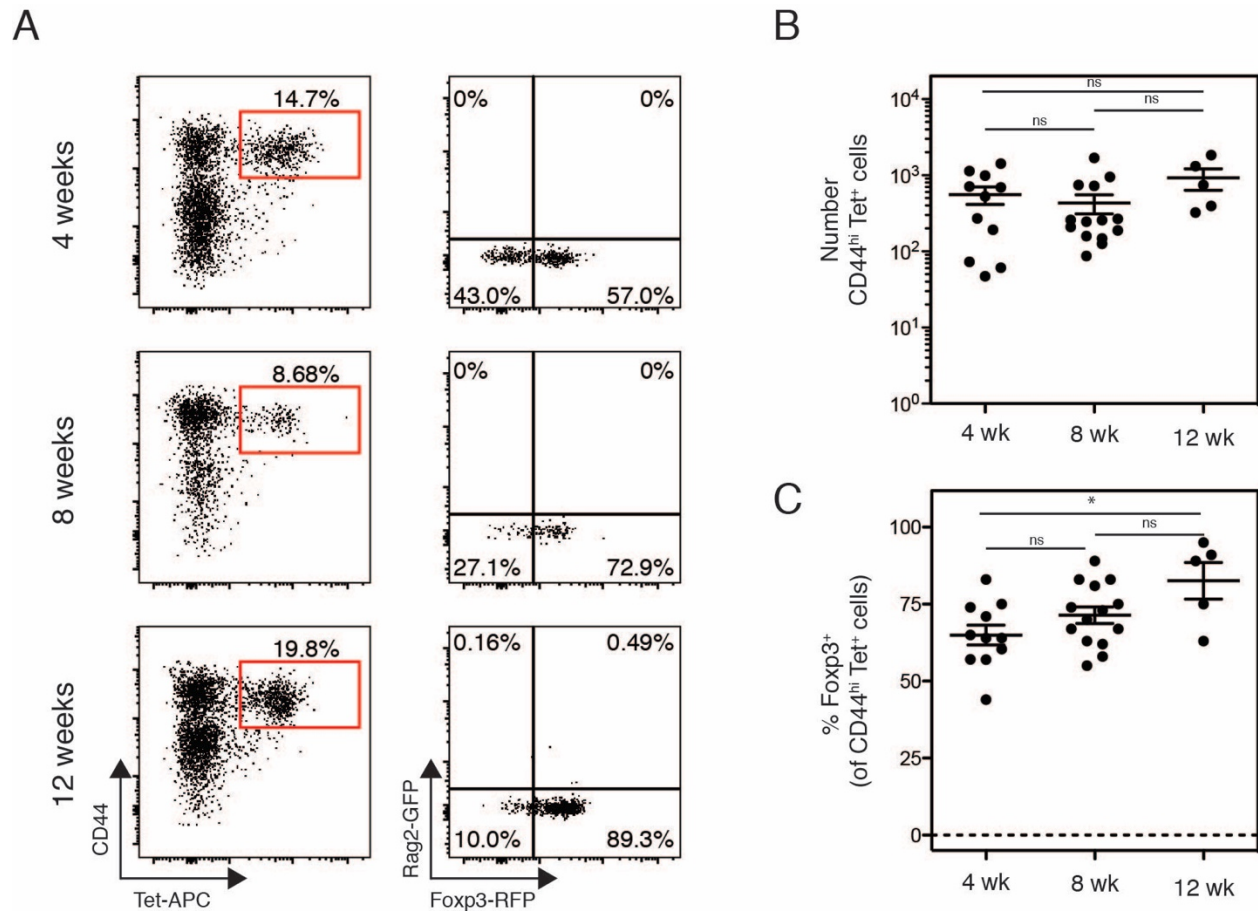 A
4 weeks
14.7%
0% 0%
43.0% 57.0%
8 weeks
8.68%
0% 0%
27.1% 72.9%
12 weeks
19.8%
0.16% 0.49%
10.0% 89.3%
CD44
Tet-APC
Rag2-GFP
Foxp3-RFP
B
Number
CD44hi Tet+ cells
10⁴
10³
10²
10¹
10⁰
ns
ns
ns
4 wk 8 wk 12 wk
C
% Foxp3+
(of CD44hi Tet+ cells)
100
75
50
25
0
*
ns
ns
4 wk 8 wk 12 wk